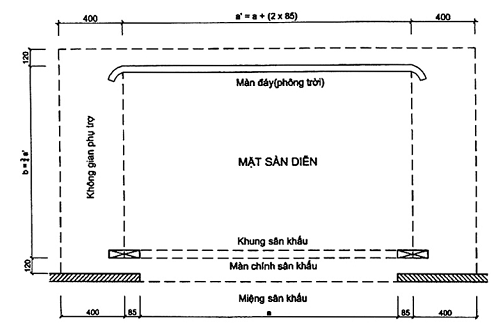 400
a' = a + (2 x 85)
400
120
Màn đáy(phông trời)
Không gian phụ trợ
MẶT SÀN DIỄN
Khung sân khấu
120
Màn chính sân khấu
Miệng sân khấu
400
85
a
85
400